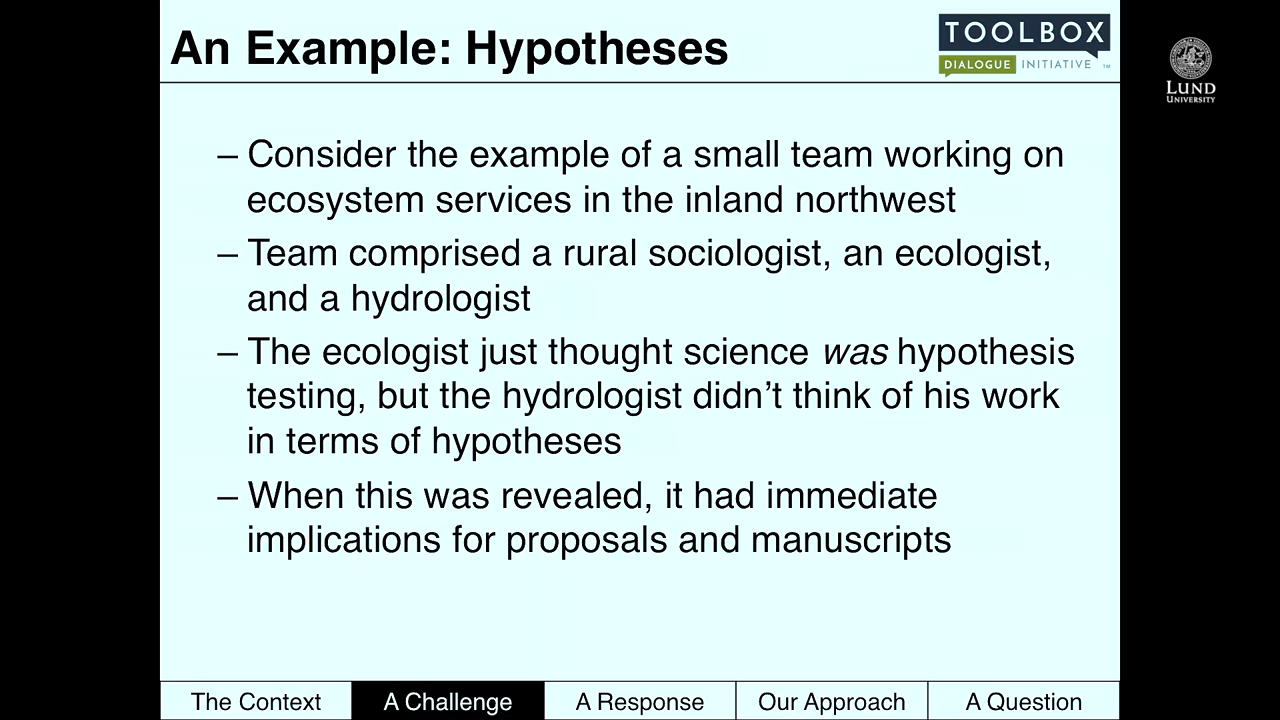 An Example: Hypotheses
TOOLBOX
DIALOGUE INITIATIVE ™
LUND
UNIVERSITY
– Consider the example of a small team working on
ecosystem services in the inland northwest
– Team comprised a rural sociologist, an ecologist,
and a hydrologist
– The ecologist just thought science was hypothesis
testing, but the hydrologist didn’t think of his work
in terms of hypotheses
– When this was revealed, it had immediate
implications for proposals and manuscripts
The Context A Challenge A Response Our Approach A Question